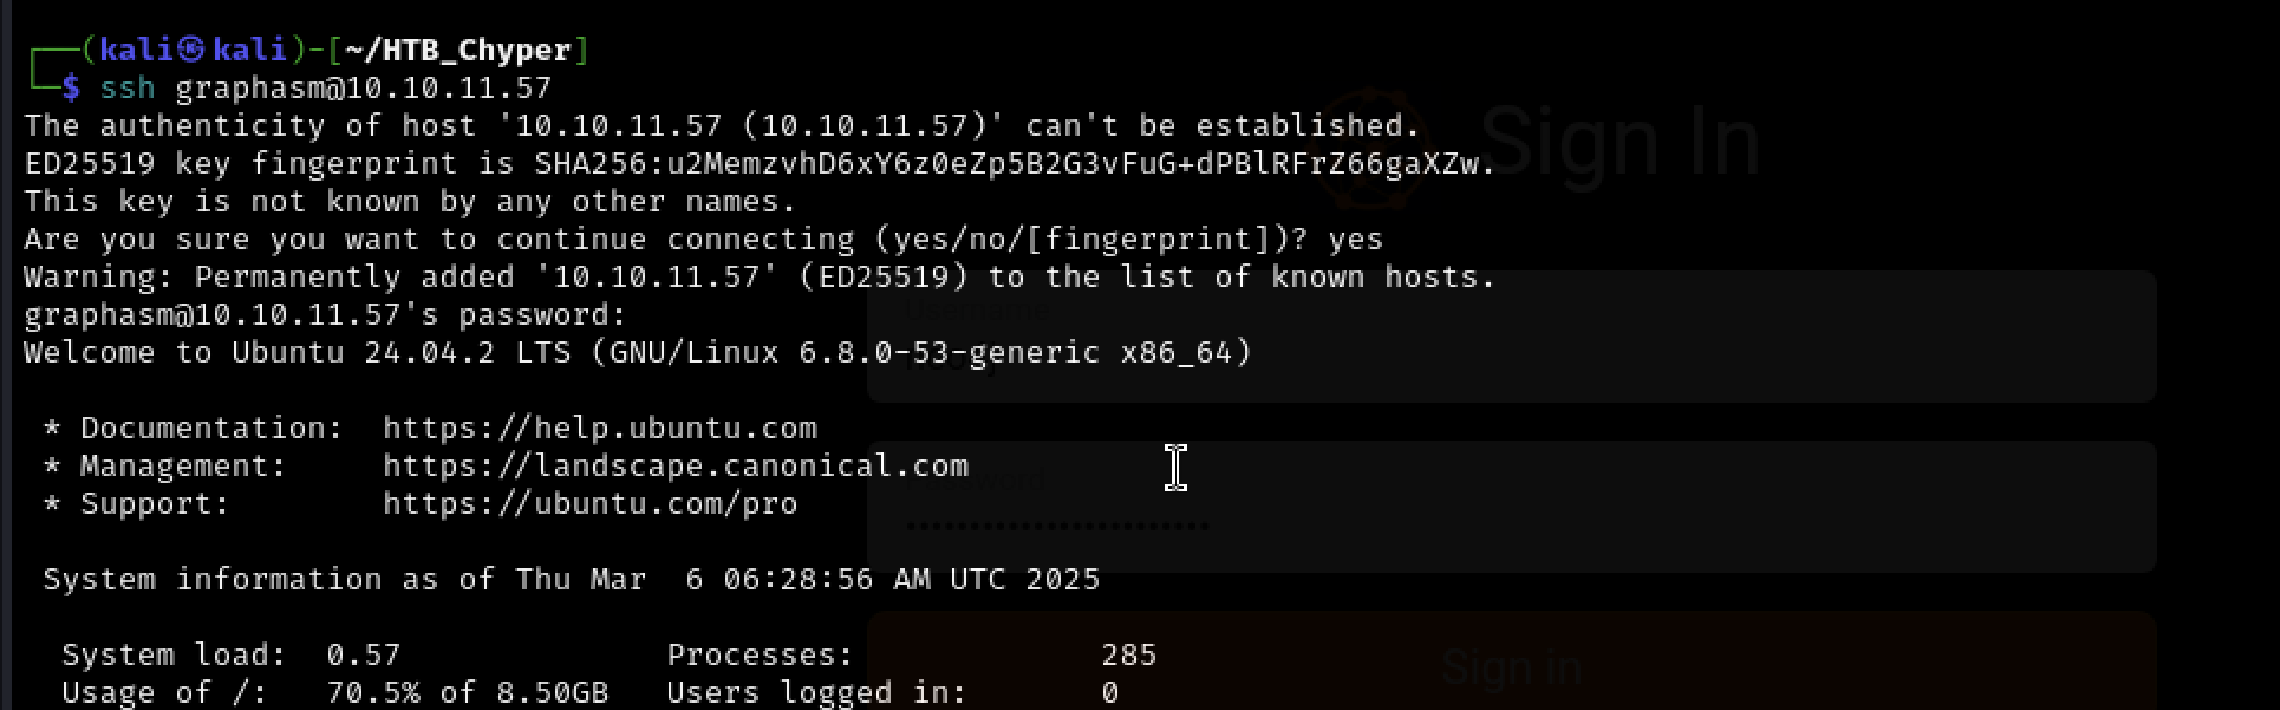 ┌──(kali㉿kali)-[~/HTB_Chyper]
└─$ ssh graphasm@10.10.11.57
The authenticity of host '10.10.11.57 (10.10.11.57)' can't be established.
ED25519 key fingerprint is SHA256:u2MemzvhD6xY6z0eZp5B2G3vFuG+dPBlRFrZ66gaXZw.
This key is not known by any other names.
Are you sure you want to continue connecting (yes/no/[fingerprint])? yes
Warning: Permanently added '10.10.11.57' (ED25519) to the list of known hosts.
graphasm@10.10.11.57's password:
Welcome to Ubuntu 24.04.2 LTS (GNU/Linux 6.8.0-53-generic x86_64)
* Documentation:  https://help.ubuntu.com
* Management:     https://landscape.canonical.com
* Support:        https://ubuntu.com/pro
System information as of Thu Mar  6 06:28:56 AM UTC 2025
System load:  0.57              Processes:             285
Usage of /:   70.5% of 8.50GB   Users logged in:       0
Sign In
Username
Password
Sign in